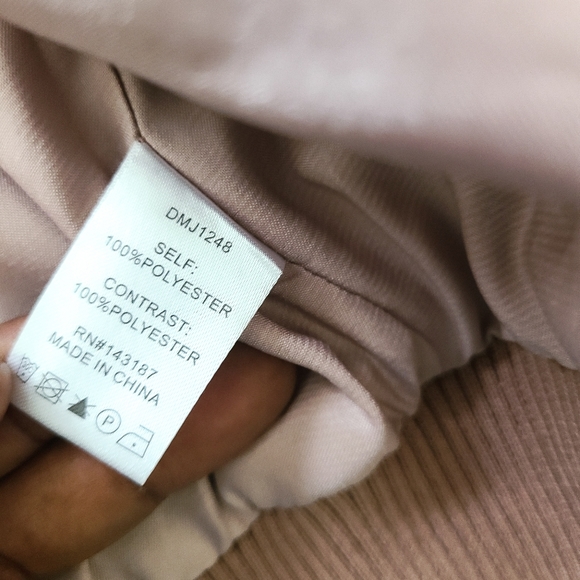 DMJ1248
SELF:
100%POLYESTER
CONTRAST:
100%POLYESTER
RN#143187
MADE IN CHINA
P